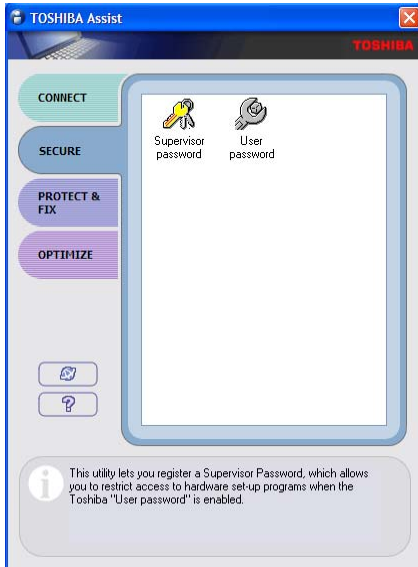 TOSHIBA Assist
TOSHIBA
CONNECT
SECURE
PROTECT &
FIX
OPTIMIZE
Supervisor
password
User
password
?
This utility lets you register a Supervisor Password, which allows
you to restrict access to hardware set-up programs when the
Toshiba "User password" is enabled.